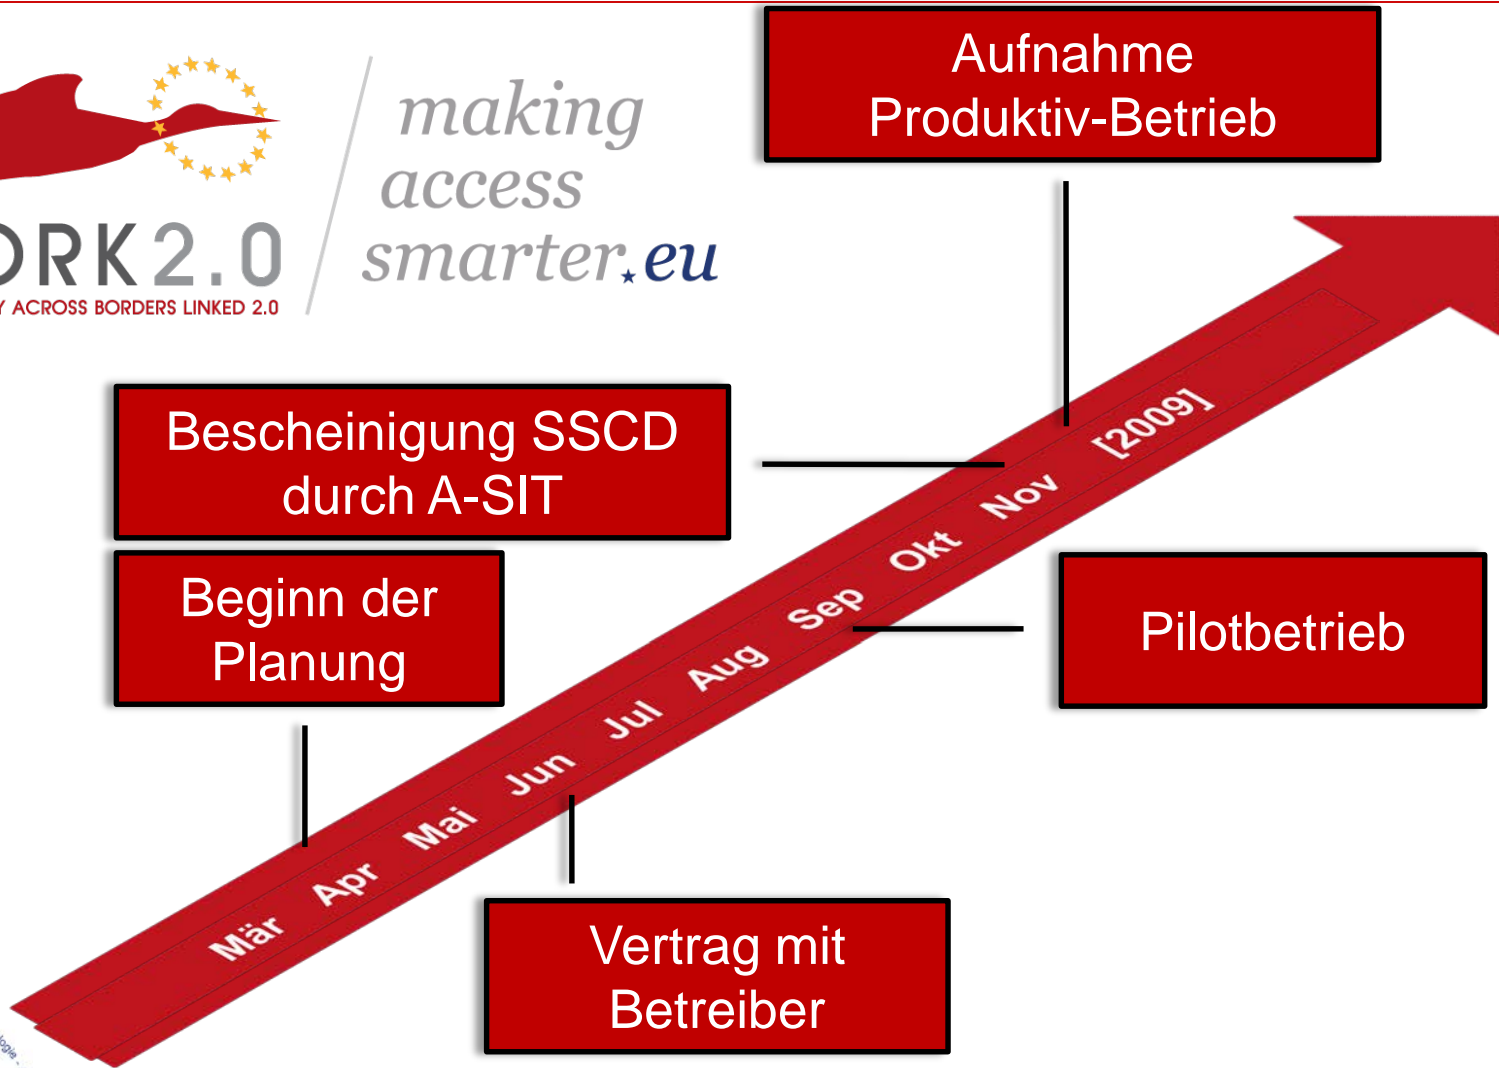 making
access
smarter.eu
ORK2.0
ACROSS BORDERS LINKED 2.0
Aufnahme
Produktiv-Betrieb
Bescheinigung SSCD
durch A-SIT
Beginn der
Planung
Pilotbetrieb
Vertrag mit
Betreiber
Mär Apr Mai Jun Jul Aug Sep Okt Nov [2009]